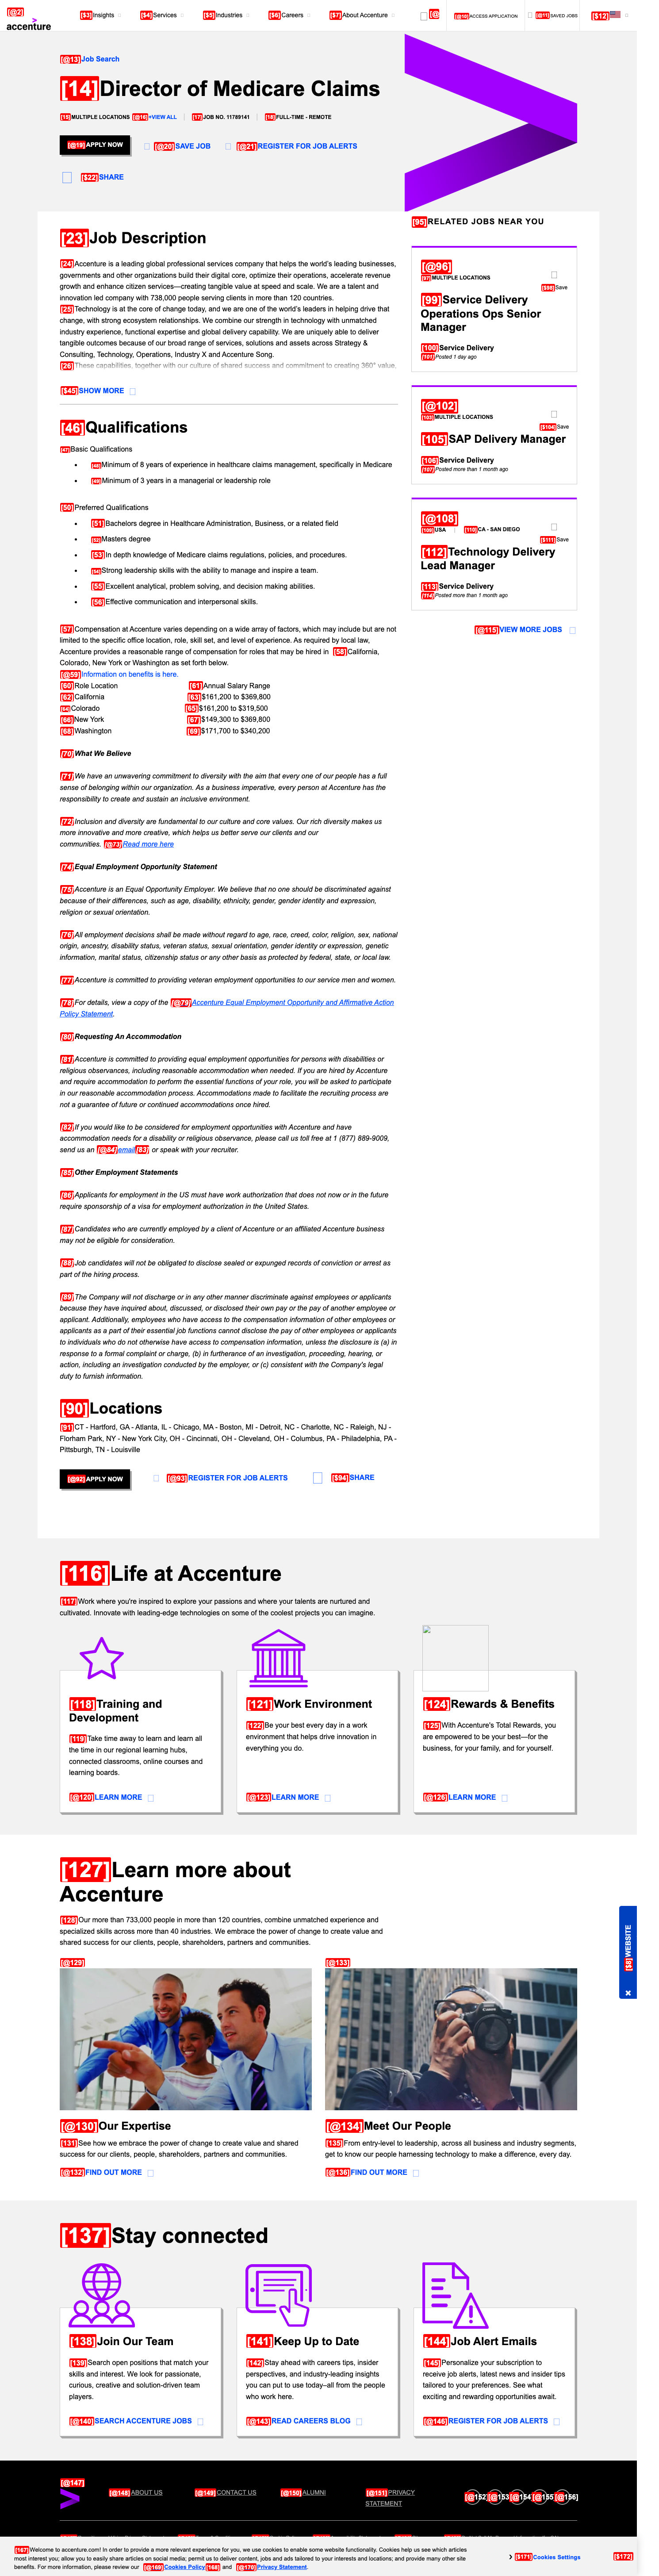 [@2]
accenture
[$3]Insights [$4]Services [$5]Industries [$6]Careers [$7]About Accenture [@ [@10]ACCESS APPLICATION [@11]SAVED JOBS [$12]
[@13]Job Search
[14]Director of Medicare Claims
[15]MULTIPLE LOCATIONS [@16]+VIEW ALL [17]JOB NO. 11789141 [18]FULL-TIME - REMOTE
[@19]APPLY NOW [@20]SAVE JOB [@21]REGISTER FOR JOB ALERTS
[$22]SHARE
[23]Job Description
[24]Accenture is a leading global professional services company that helps the world's leading businesses,
governments and other organizations build their digital core, optimize their operations, accelerate revenue
growth and enhance citizen services—creating tangible value at speed and scale. We are a talent and
innovation led company with 738,000 people serving clients in more than 120 countries.
[25]Technology is at the core of change today, and we are one of the world's leaders in helping drive that
change, with strong ecosystem relationships. We combine our strength in technology with unmatched
industry experience, functional expertise and global delivery capability. We are uniquely able to deliver
tangible outcomes because of our broad range of services, solutions and assets across Strategy &
Consulting, Technology, Operations, Industry X and Accenture Song.
[26]These capabilities, together with our culture of shared success and commitment to creating 360° value,
[$45]SHOW MORE
[46]Qualifications
[47]Basic Qualifications
• [48]Minimum of 8 years of experience in healthcare claims management, specifically in Medicare
• [49]Minimum of 3 years in a managerial or leadership role
[50]Preferred Qualifications
• [51]Bachelors degree in Healthcare Administration, Business, or a related field
• [52]Masters degree
• [53]In depth knowledge of Medicare claims regulations, policies, and procedures.
• [54]Strong leadership skills with the ability to manage and inspire a team.
• [55]Excellent analytical, problem solving, and decision making abilities.
• [56]Effective communication and interpersonal skills.
[57]Compensation at Accenture varies depending on a wide array of factors, which may include but are not
limited to the specific office location, role, skill set, and level of experience. As required by local law,
Accenture provides a reasonable range of compensation for roles that may be hired in [58]California,
Colorado, New York or Washington as set forth below.
[@59]Information on benefits is here.
[60]Role Location [61]Annual Salary Range
[62]California [63]$161,200 to $369,800
[64]Colorado [65]$161,200 to $319,500
[66]New York [67]$149,300 to $369,800
[68]Washington [69]$171,700 to $340,200
[70]What We Believe
[71]We have an unwavering commitment to diversity with the aim that every one of our people has a full
sense of belonging within our organization. As a business imperative, every person at Accenture has the
responsibility to create and sustain an inclusive environment.
[72]Inclusion and diversity are fundamental to our culture and core values. Our rich diversity makes us
more innovative and more creative, which helps us better serve our clients and our
communities. [@73]Read more here
[74]Equal Employment Opportunity Statement
[75]Accenture is an Equal Opportunity Employer. We believe that no one should be discriminated against
because of their differences, such as age, disability, ethnicity, gender, gender identity and expression,
religion or sexual orientation.
[76]All employment decisions shall be made without regard to age, race, creed, color, religion, sex, national
origin, ancestry, disability status, veteran status, sexual orientation, gender identity or expression, genetic
information, marital status, citizenship status or any other basis as protected by federal, state, or local law.
[77]Accenture is committed to providing veteran employment opportunities to our service men and women.
[78]For details, view a copy of the [@79]Accenture Equal Employment Opportunity and Affirmative Action
Policy Statement.
[80]Requesting An Accommodation
[81]Accenture is committed to providing equal employment opportunities for persons with disabilities or
religious observances, including reasonable accommodation when needed. If you are hired by Accenture
and require accommodation to perform the essential functions of your role, you will be asked to participate
in our reasonable accommodation process. Accommodations made to facilitate the recruiting process are
not a guarantee of future or continued accommodations once hired.
[82]If you would like to be considered for employment opportunities with Accenture and have
accommodation needs for a disability or religious observance, please call us toll free at 1 (877) 889-9009,
send us an [@84]email[83] or speak with your recruiter.
[85]Other Employment Statements
[86]Applicants for employment in the US must have work authorization that does not now or in the future
require sponsorship of a visa for employment authorization in the United States.
[87]Candidates who are currently employed by a client of Accenture or an affiliated Accenture business
may not be eligible for consideration.
[88]Job candidates will not be obligated to disclose sealed or expunged records of conviction or arrest as
part of the hiring process.
[89]The Company will not discharge or in any other manner discriminate against employees or applicants
because they have inquired about, discussed, or disclosed their own pay or the pay of another employee or
applicant. Additionally, employees who have access to the compensation information of other employees or
applicants as a part of their essential job functions cannot disclose the pay of other employees or applicants
to individuals who do not otherwise have access to compensation information, unless the disclosure is (a) in
response to a formal complaint or charge, (b) in furtherance of an investigation, proceeding, hearing, or
action, including an investigation conducted by the employer, or (c) consistent with the Company's legal
duty to furnish information.
[90]Locations
[91]CT - Hartford, GA - Atlanta, IL - Chicago, MA - Boston, MI - Detroit, NC - Charlotte, NC - Raleigh, NJ -
Florham Park, NY - New York City, OH - Cincinnati, OH - Cleveland, OH - Columbus, PA - Philadelphia, PA -
Pittsburgh, TN - Louisville
[@92]APPLY NOW [@93]REGISTER FOR JOB ALERTS [$94]SHARE
[95]RELATED JOBS NEAR YOU
[@96]
[97]MULTIPLE LOCATIONS
[$98]Save
[99]Service Delivery
Operations Ops Senior
Manager
[100]Service Delivery
[101]Posted 1 day ago
[@102]
[103]MULTIPLE LOCATIONS
[$104]Save
[105]SAP Delivery Manager
[106]Service Delivery
[107]Posted more than 1 month ago
[@108]
[109]USA [110]CA - SAN DIEGO
[$111]Save
[112]Technology Delivery
Lead Manager
[113]Service Delivery
[114]Posted more than 1 month ago
[@115]VIEW MORE JOBS
[116]Life at Accenture
[117]Work where you're inspired to explore your passions and where your talents are nurtured and
cultivated. Innovate with leading-edge technologies on some of the coolest projects you can imagine.
[118]Training and
Development
[119]Take time away to learn and learn all
the time in our regional learning hubs,
connected classrooms, online courses and
learning boards.
[@120]LEARN MORE
[121]Work Environment
[122]Be your best every day in a work
environment that helps drive innovation in
everything you do.
[@123]LEARN MORE
[124]Rewards & Benefits
[125]With Accenture's Total Rewards, you
are empowered to be your best—for the
business, for your family, and for yourself.
[@126]LEARN MORE
[127]Learn more about
Accenture
[128]Our more than 733,000 people in more than 120 countries, combine unmatched experience and
specialized skills across more than 40 industries. We embrace the power of change to create value and
shared success for our clients, people, shareholders, partners and communities.
[$8]WEBSITE
[@129]
[@130]Our Expertise
[131]See how we embrace the power of change to create value and shared
success for our clients, people, shareholders, partners and communities.
[@132]FIND OUT MORE
[@133]
Canon
[@134]Meet Our People
[135]From entry-level to leadership, across all business and industry segments,
get to know our people harnessing technology to make a difference, every day.
[@136]FIND OUT MORE
[137]Stay connected
[138]Join Our Team
[139]Search open positions that match your
skills and interest. We look for passionate,
curious, creative and solution-driven team
players.
[@140]SEARCH ACCENTURE JOBS
[141]Keep Up to Date
[142]Stay ahead with careers tips, insider
perspectives, and industry-leading insights
you can put to use today–all from the people
who work here.
[@143]READ CAREERS BLOG
[144]Job Alert Emails
[145]Personalize your subscription to
receive job alerts, latest news and insider tips
tailored to your preferences. See what
exciting and rewarding opportunities await.
[@146]REGISTER FOR JOB ALERTS
[@147]
[@148]ABOUT US [@149]CONTACT US [@150]ALUMNI [@151]PRIVACY
STATEMENT
[@152] [@153 [@154 [@155 [@156]
[167]Welcome to accenture.com! In order to provide a more relevant experience for you, we use cookies to enable some website functionality. Cookies help us see which articles
most interest you; allow you to easily share articles on social media; permit us to deliver content, jobs and ads tailored to your interests and locations; and provide many other site
benefits. For more information, please review our [@169]Cookies Policy[168] and [@170]Privacy Statement.
[$171]Cookies Settings
[$172]